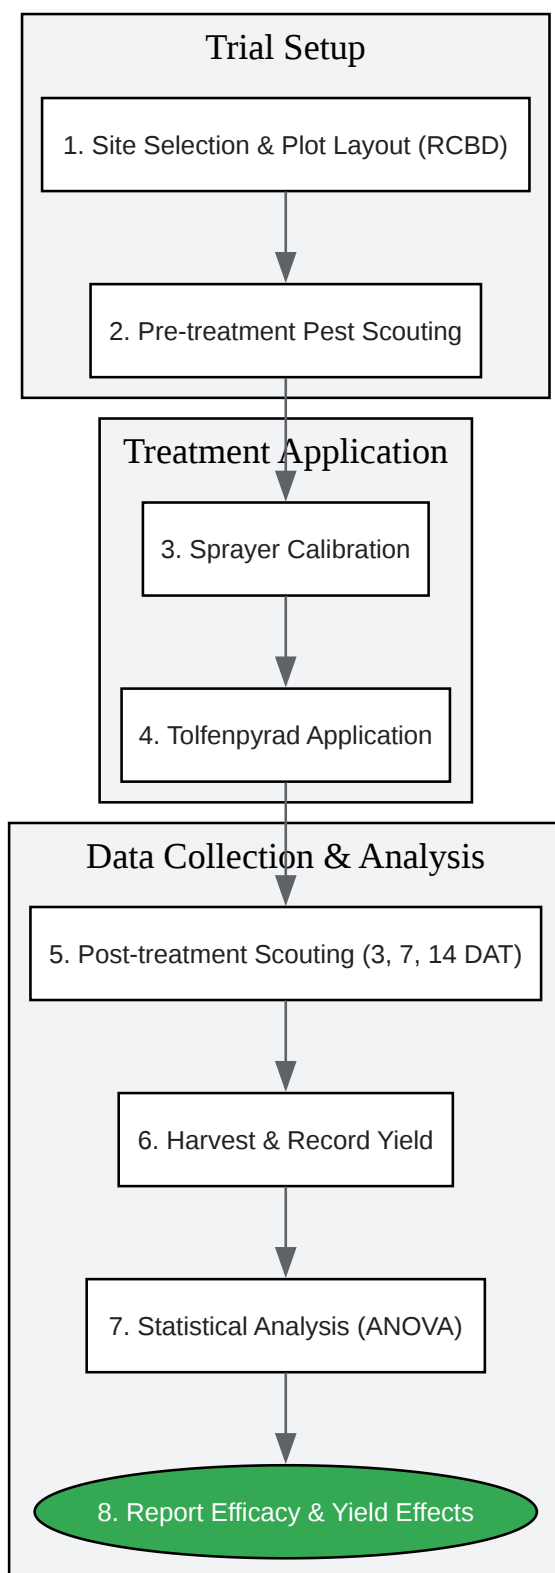 Trial Setup
1. Site Selection & Plot Layout (RCBD)
2. Pre-treatment Pest Scouting
Treatment Application
3. Sprayer Calibration
4. Tolfenpyrad Application
Data Collection & Analysis
5. Post-treatment Scouting (3, 7, 14 DAT)
6. Harvest & Record Yield
7. Statistical Analysis (ANOVA)
8. Report Efficacy & Yield Effects